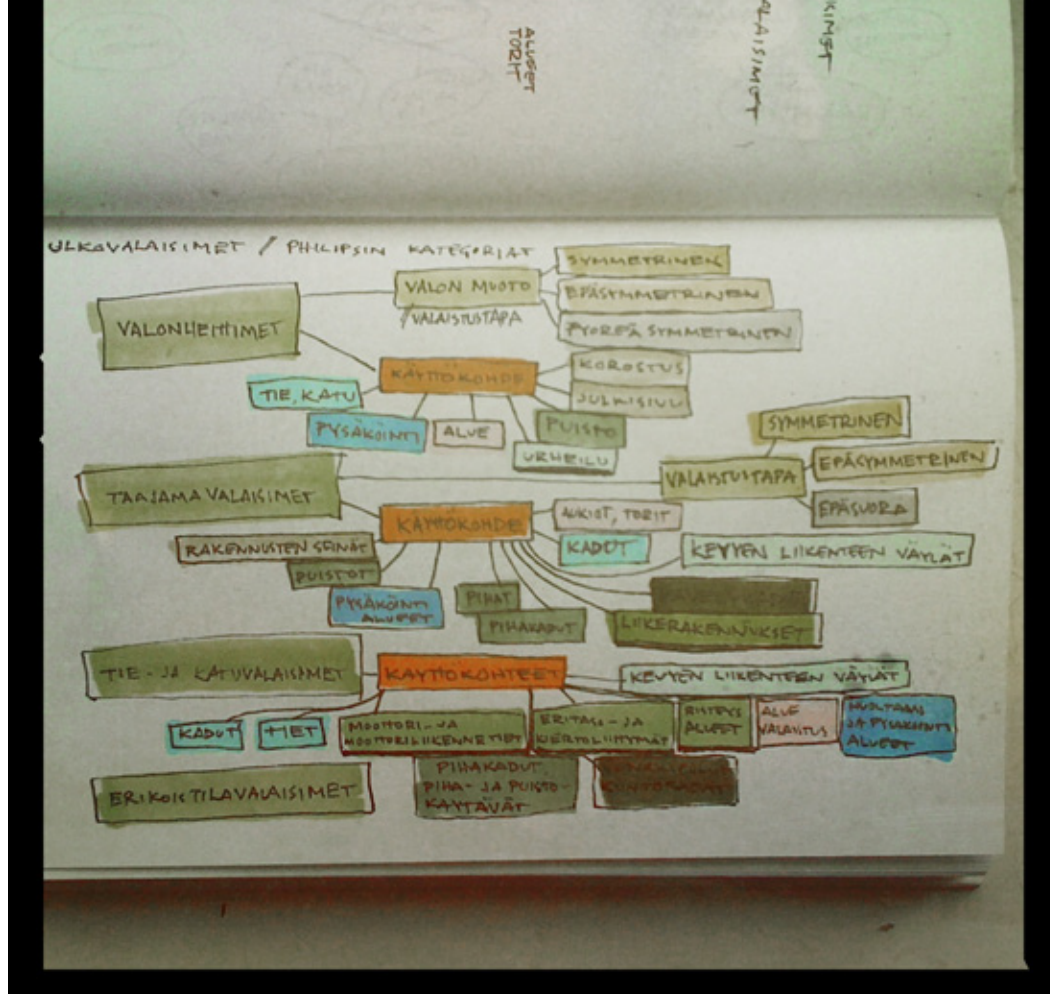 ALUEET
TORIT
ULKOVALAISIMET / PHILIPSIN KATEGORIAT
SYMMETRINEN
VALON MUOTO
EPÄSYMMETRINEN
/VALAISTUSTAPA
PYÖREÄ SYMMETRINEN
VALONHEITTIMET
KÄYTTÖKOHDE
KOROSTUS
TIE, KATU
JULKISIVU
PYSÄKÖINTI
ALUE
PUISTO
URHEILU
SYMMETRINEN
TAAJAMAVALAISIMET
VALAISTUSTAPA
EPÄSYMMETRINEN
EPÄSUORA
KÄYTTÖKOHDE
AUKIOT, TORIT
KADUT
KEVYEN LIIKENTEEN VÄYLÄT
RAKENNUSTEN SEINÄT
PUISTOT
PYSÄKÖINTI
ALUEET
PIHAT
PIHAKADUT
LIIKERAKENNUKSET
TIE- JA KATUVALAISIMET
KÄYTTÖKOHTEET
KEVYEN LIIKENTEEN VÄYLÄT
KADUT
TIET
MOOTTORI- JA
MOOTTORILIIKENNETIET
ERITASO- JA
KIERTOLIITTYMÄT
RISTEYS
ALUEET
ALUE
VALAISTUS
JA PYSÄKÖINTI
ALUEET
ERIKOISTILAVALAISIMET
PIHAKADUT,
PIHA- JA PUISTO-
KÄYTÄVÄT
KUNTORADAT